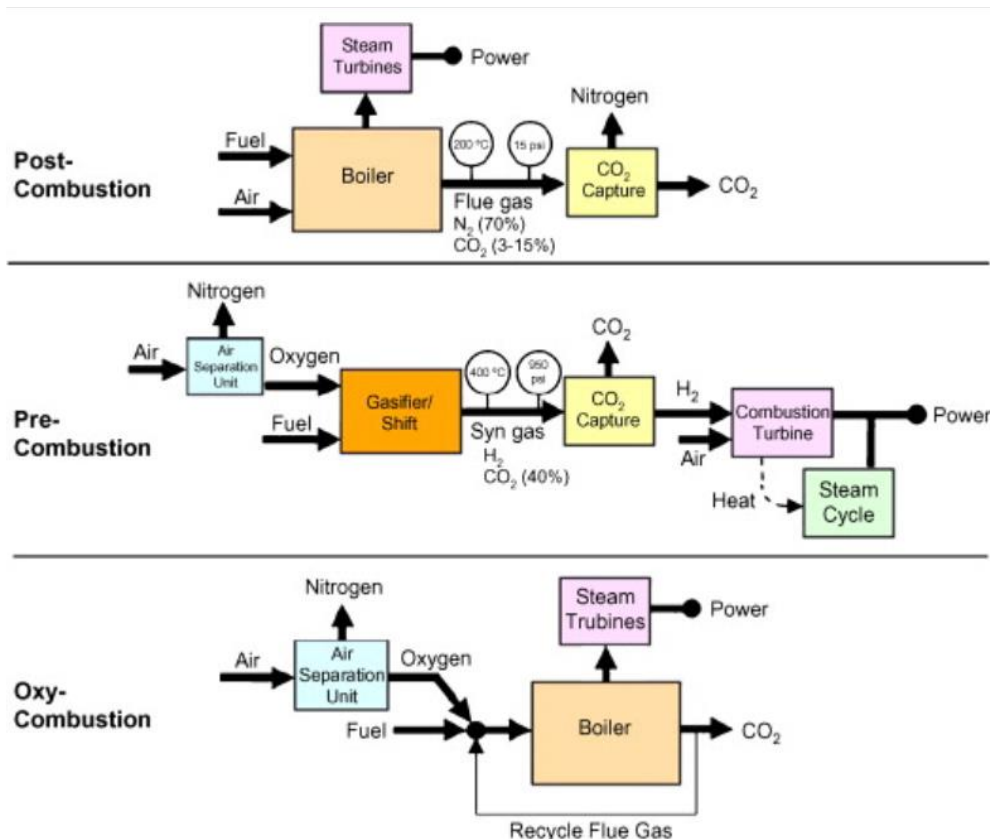 Post-
Combustion
Fuel
Air
Boiler
Steam
Turbines
Power
200 ºC
15 psi
Flue gas
N₂ (70%)
CO₂ (3-15%)
Nitrogen
CO₂
Capture
CO₂
Pre-
Combustion
Nitrogen
Air
Air
Separation
Unit
Oxygen
Fuel
Gasifier/
Shift
400 ºC
950
psi
Syn gas
H₂
CO₂ (40%)
CO₂
CO₂
Capture
H₂
Air
Combustion
Turbine
Power
Heat
Steam
Cycle
Oxy-
Combustion
Nitrogen
Air
Air
Separation
Unit
Oxygen
Fuel
Steam
Trubines
Power
Boiler
CO₂
Recycle Flue Gas